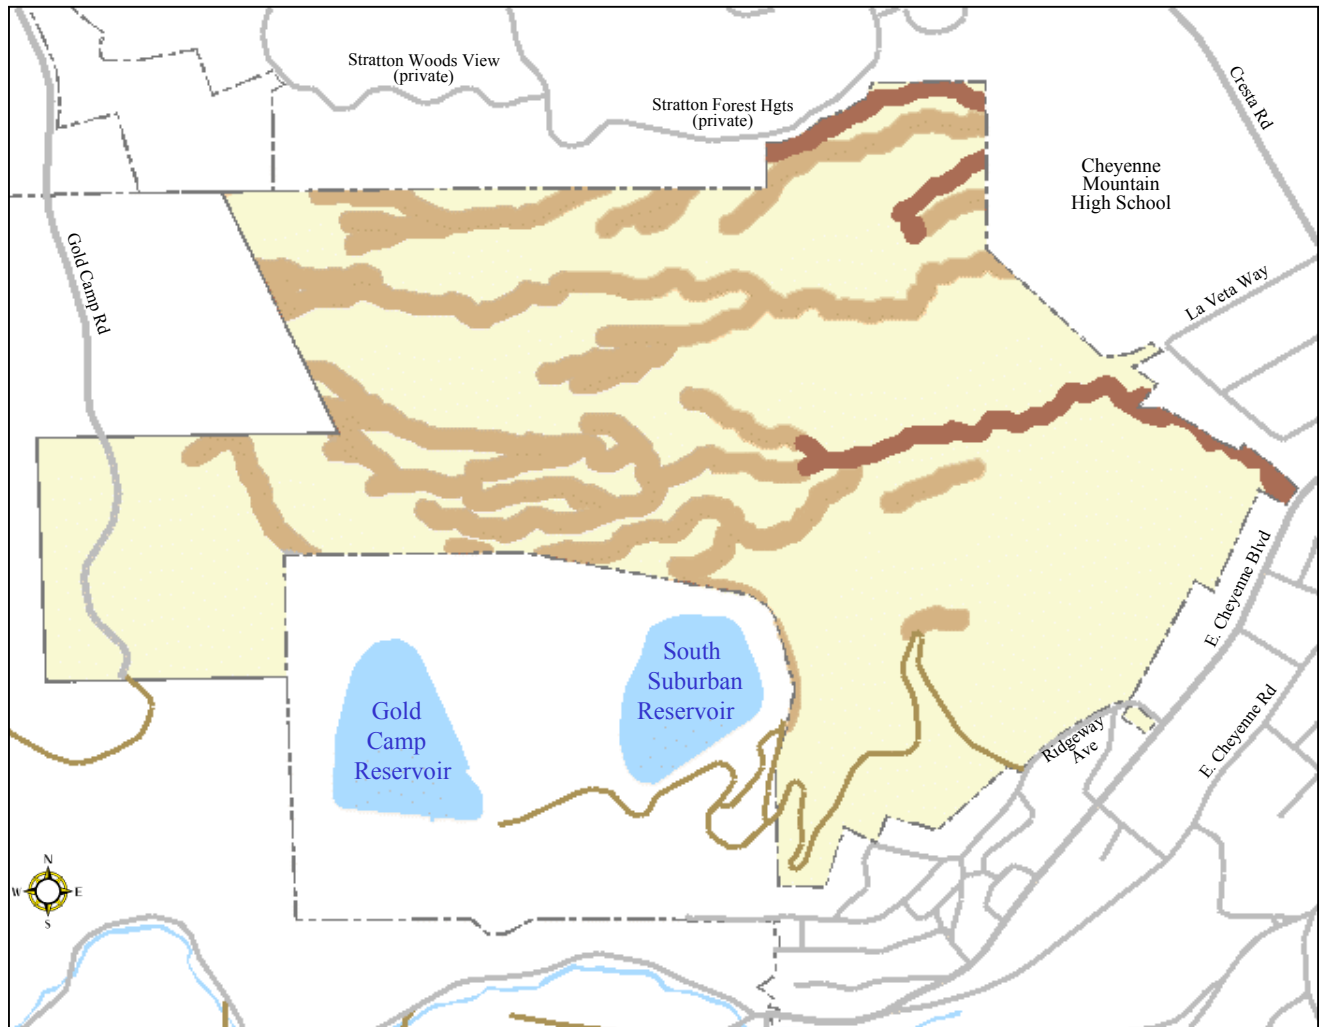 Stratton Woods View
(private)
Stratton Forest Hgts
(private)
Cresta Rd
Cheyenne
Mountain
High School
La Veta Way
Gold Camp Rd
E. Cheyenne Blvd
South
Suburban
Reservoir
Gold
Camp
Reservoir
Ridgeway
Ave
E. Cheyenne Rd
N
W
E
S